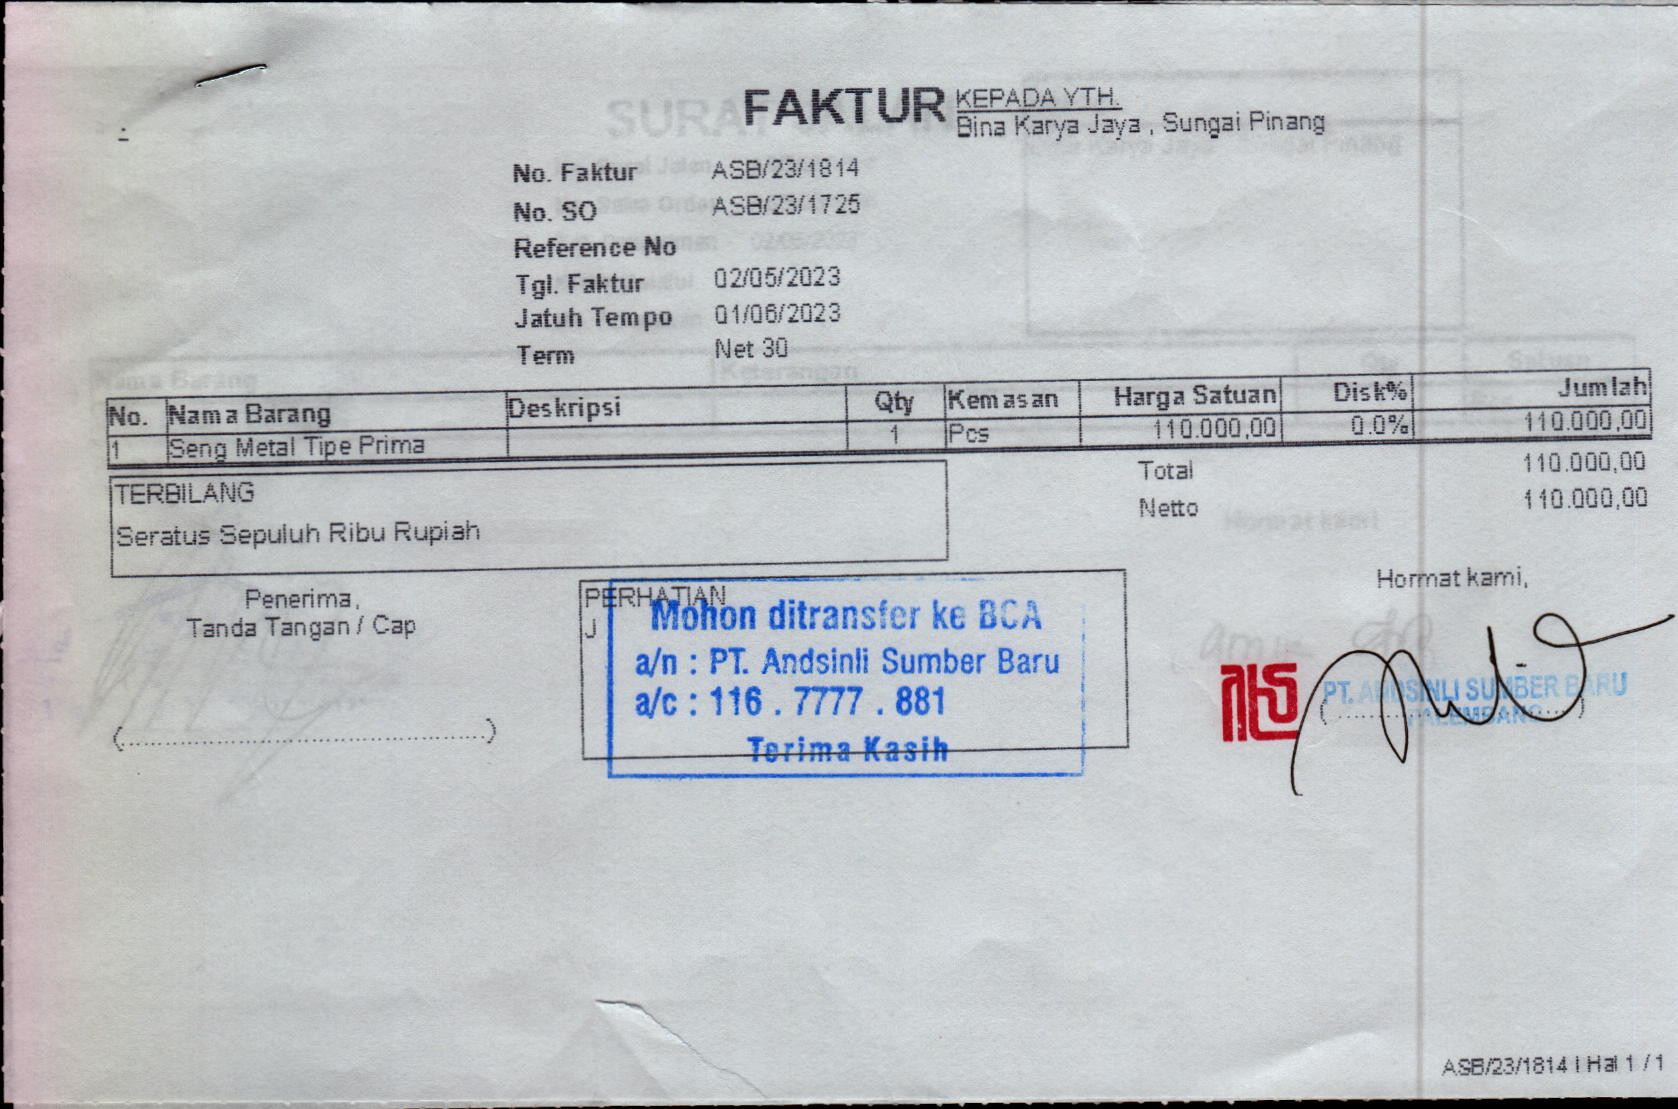 FAKTUR
KEPADA YTH.
Bina Karya Jaya , Sungai Pinang
No. Faktur ASB/23/1814
No. SO ASB/23/1725
Reference No
Tgl. Faktur 02/05/2023
Jatuh Tempo 01/06/2023
Term Net 30
No. Nama Barang Deskripsi Qty Kemasan Harga Satuan Disk% Jumlah
1 Seng Metal Tipe Prima 1 Pcs 110.000,00 0.0% 110.000,00
Total 110.000,00
Netto 110.000,00
TERBILANG
Seratus Sepuluh Ribu Rupiah
Penerima,
Tanda Tangan / Cap
(..........................................................)
PERHATIAN
J
Mohon ditransfer ke BCA
a/n : PT. Andsinli Sumber Baru
a/c : 116 . 7777 . 881
Terima Kasih
Hormat kami,
PT. ANDSINLI SUMBER BARU
PALEMBANG
ASB/23/1814 | Hal 1 / 1